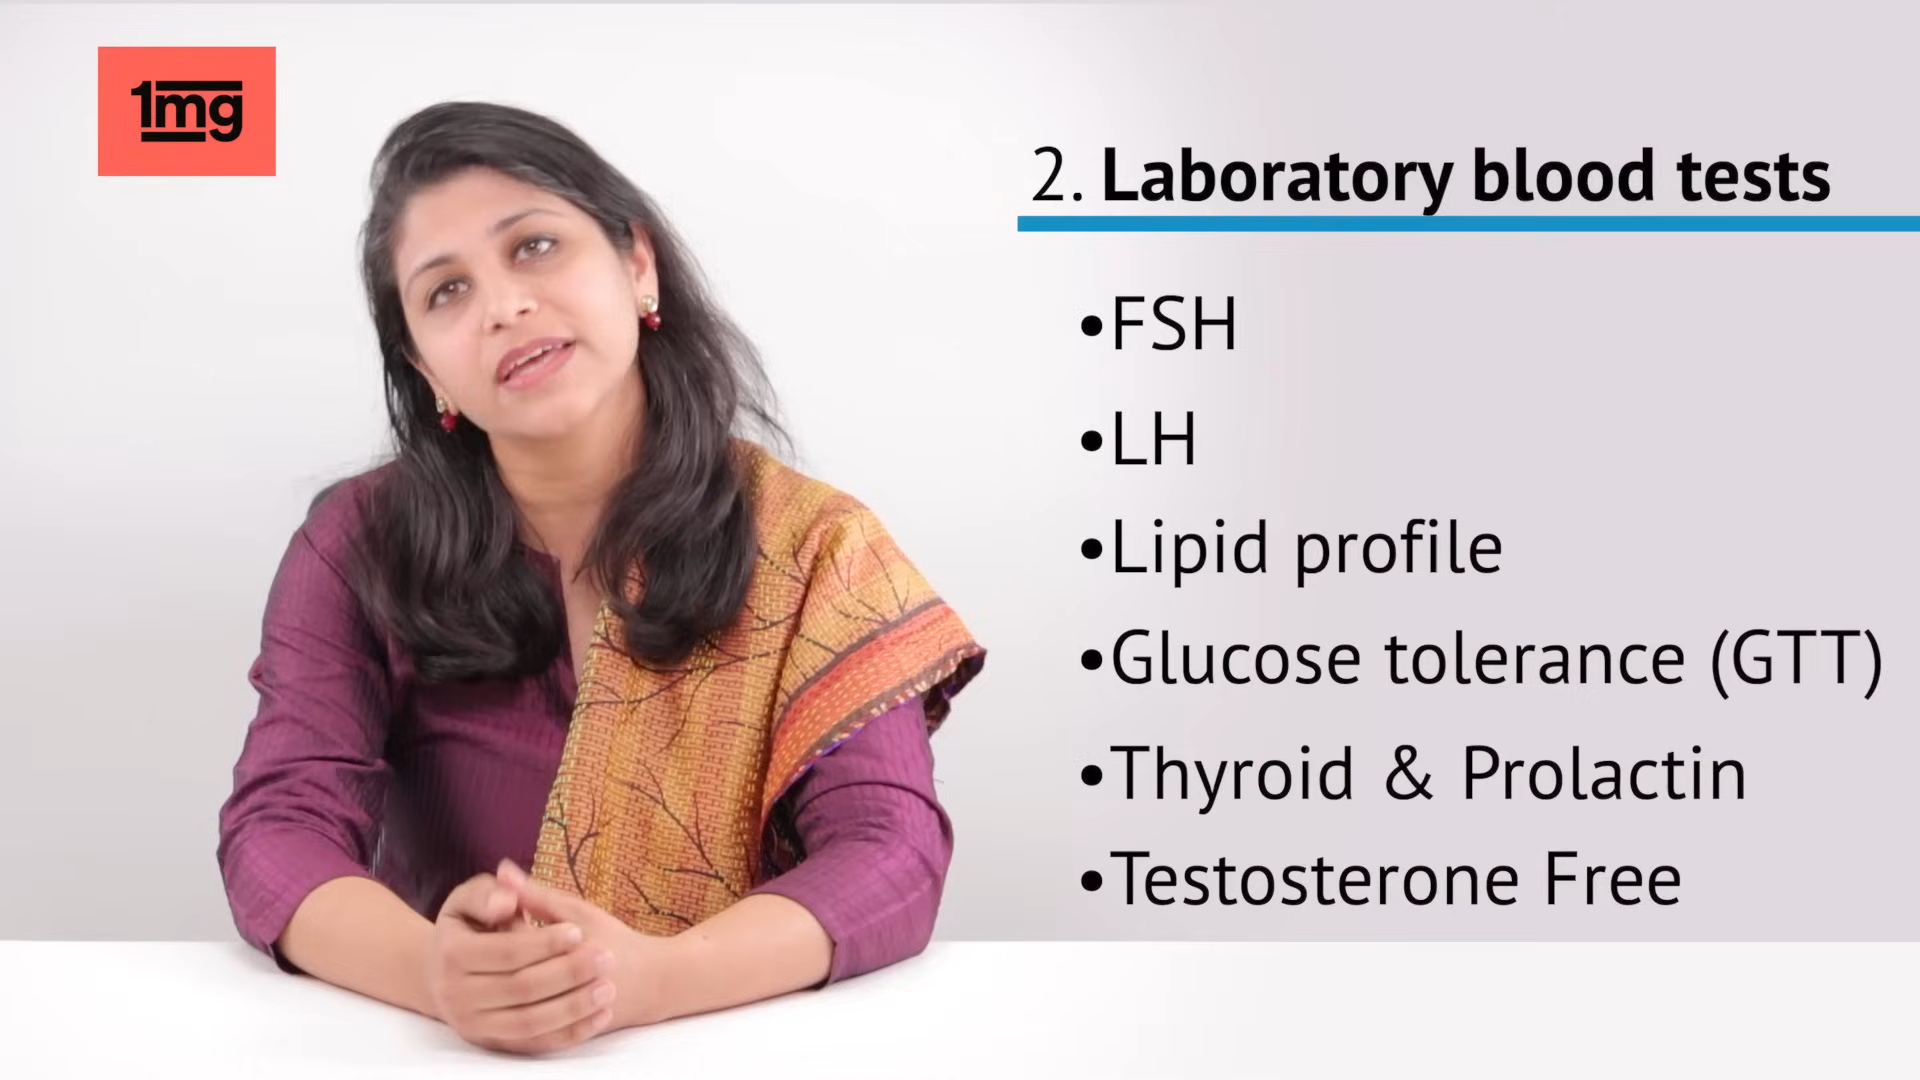 1mg
2. Laboratory blood tests
•FSH
•LH
•Lipid profile
•Glucose tolerance (GTT)
•Thyroid & Prolactin
•Testosterone Free